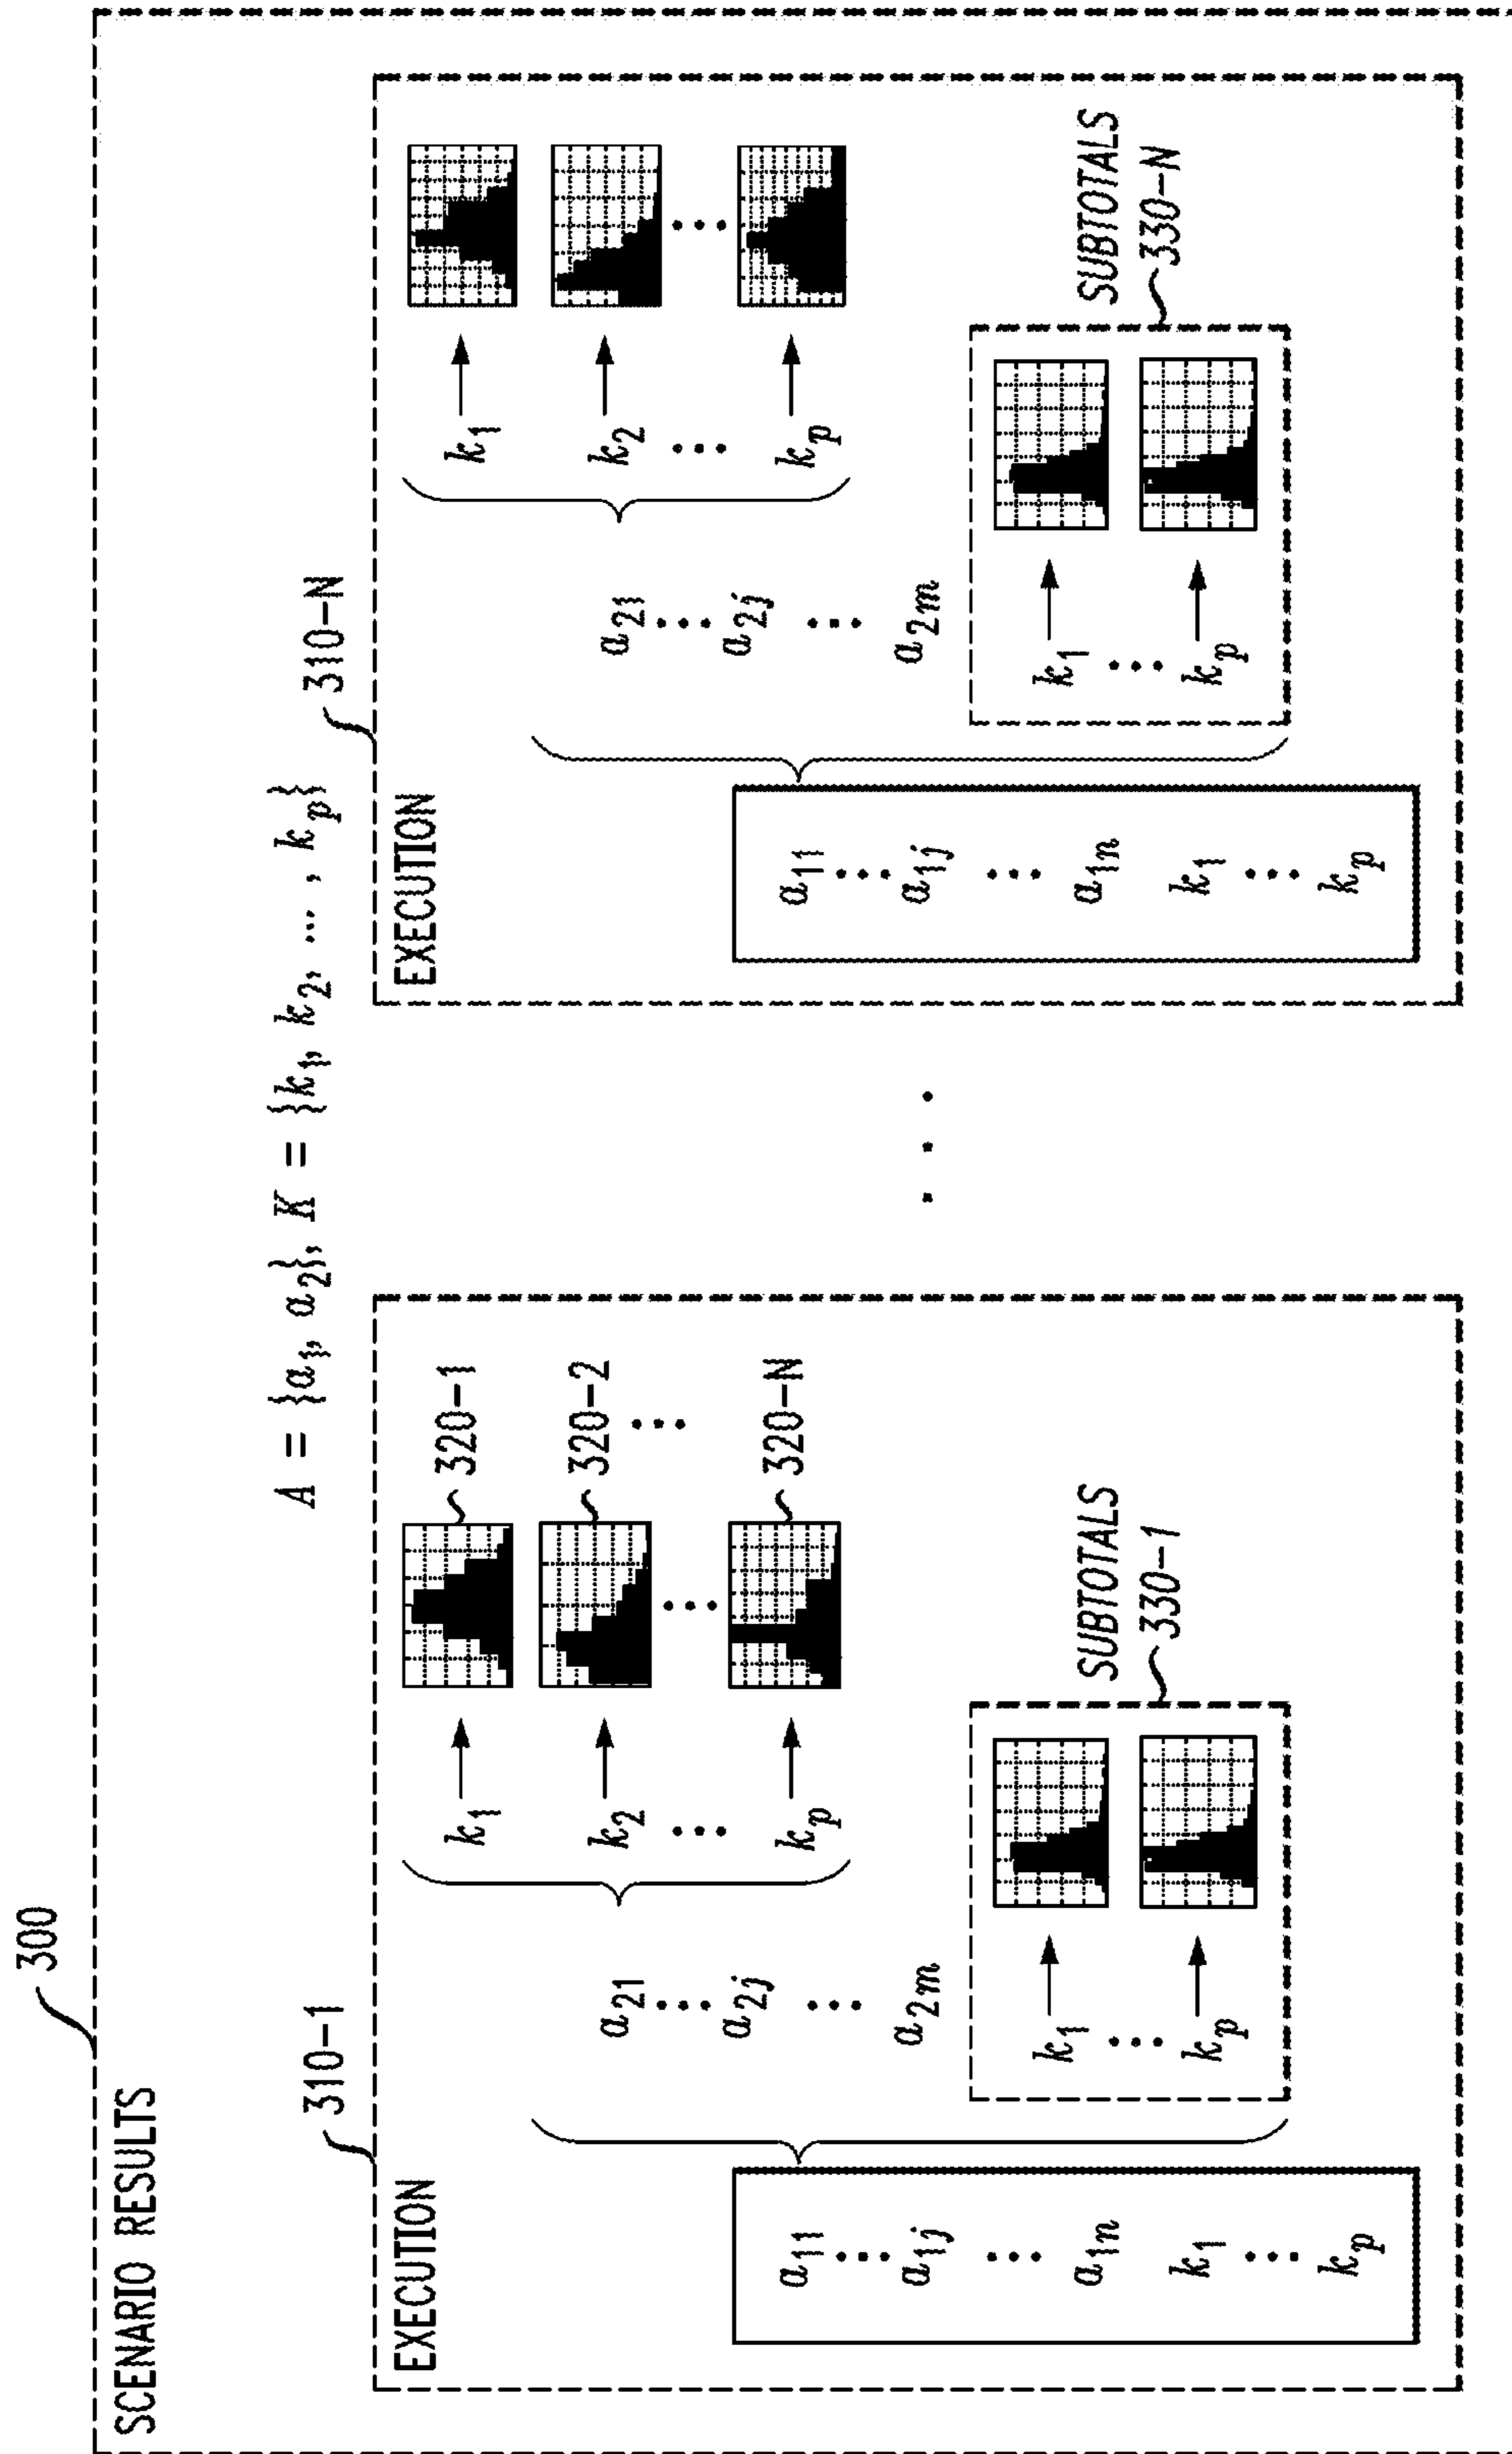 300
SCENARIO RESULTS
A = {a₁, a₂}, K = {k₁, k₂, ... , kₚ}
310-1
EXECUTION
a₁₁
...
a₁ⱼ
...
a₁ₙ
k₁
...
kₚ
a₂₁
...
a₂ⱼ
...
a₂ₘ
k₁
k₂
...
kₚ
320-1
320-2
...
320-N
k₁
...
kₚ
SUBTOTALS
330-1
...
310-N
EXECUTION
a₁₁
...
a₁ⱼ
...
a₁ₙ
k₁
...
kₚ
a₂₁
...
a₂ⱼ
...
a₂ₘ
k₁
k₂
...
kₚ
k₁
...
kₚ
SUBTOTALS
330-N